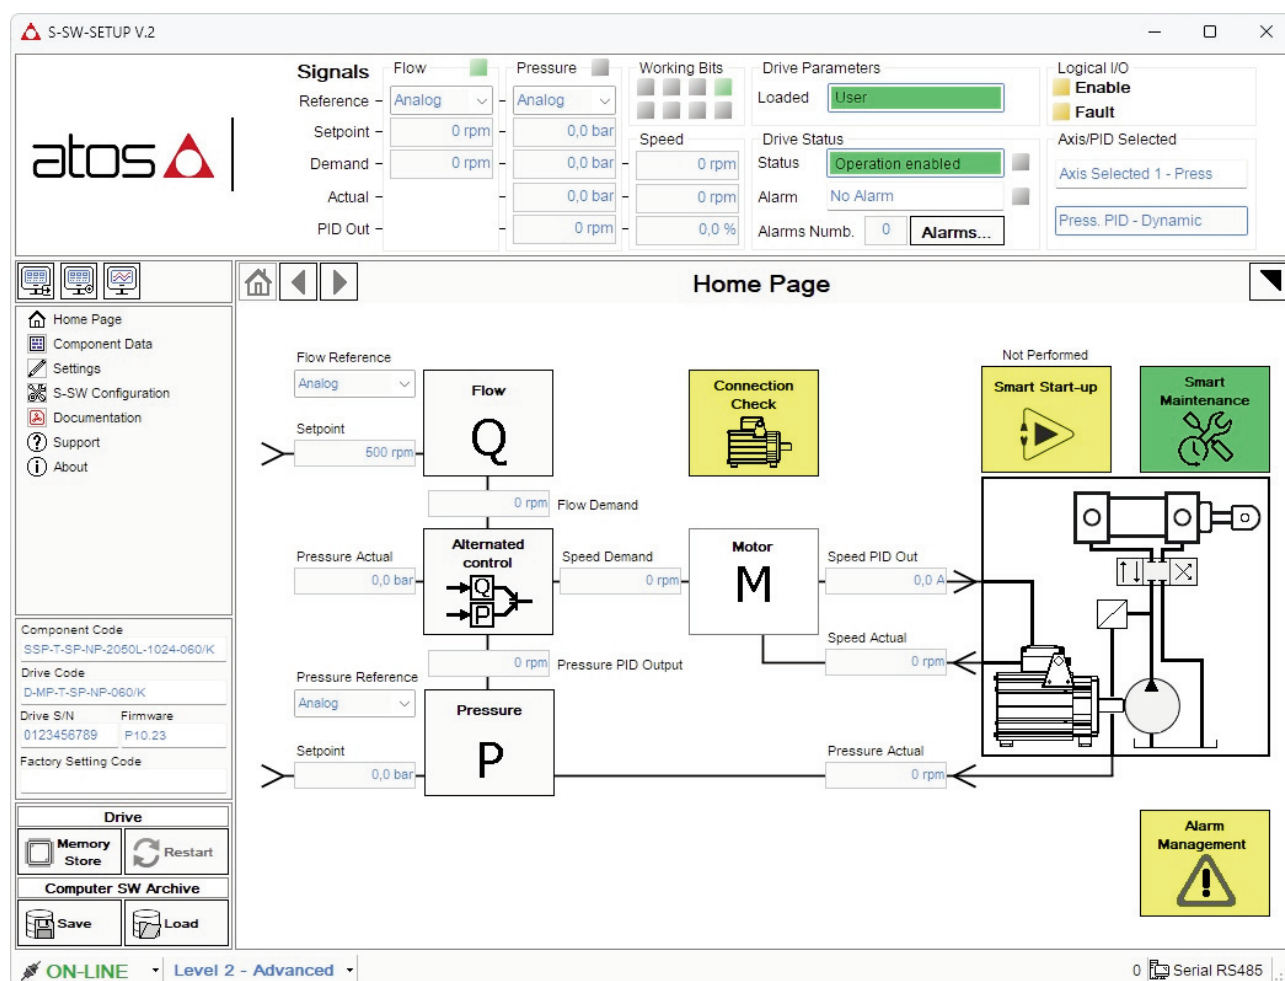 S-SW-SETUP V.2
atos
Signals
Flow
Pressure
Working Bits
Drive Parameters
Logical I/O
Reference
Analog
Analog
Loaded
User
Enable
Fault
Setpoint
0 rpm
0,0 bar
Speed
Drive Status
Axis/PID Selected
Demand
0 rpm
0,0 bar
0 rpm
Status
Operation enabled
Axis Selected 1 - Press
Actual
0,0 bar
0 rpm
Alarm
No Alarm
PID Out
0 rpm
0,0 %
Alarms Numb.
0
Alarms...
Press. PID - Dynamic
Home Page
Home Page
Component Data
Settings
S-SW Configuration
Documentation
Support
About
Component Code
SSP-T-SP-NP-2050L-1024-060/K
Drive Code
D-MP-T-SP-NP-060/K
Drive S/N
Firmware
0123456789
P10.23
Factory Setting Code
Drive
Memory
Store
Restart
Computer SW Archive
Save
Load
Flow Reference
Analog
Flow
Q
Setpoint
500 rpm
0 rpm
Flow Demand
Connection
Check
Not Performed
Smart Start-up
Smart
Maintenance
Pressure Actual
0,0 bar
Alternated
control
Q
P
Speed Demand
0 rpm
Motor
M
Speed PID Out
0,0 A
Speed Actual
0 rpm
0 rpm
Pressure PID Output
Pressure Reference
Analog
Pressure
P
Setpoint
0,0 bar
Pressure Actual
0 rpm
Alarm
Management
ON-LINE
Level 2 - Advanced
0
Serial RS485